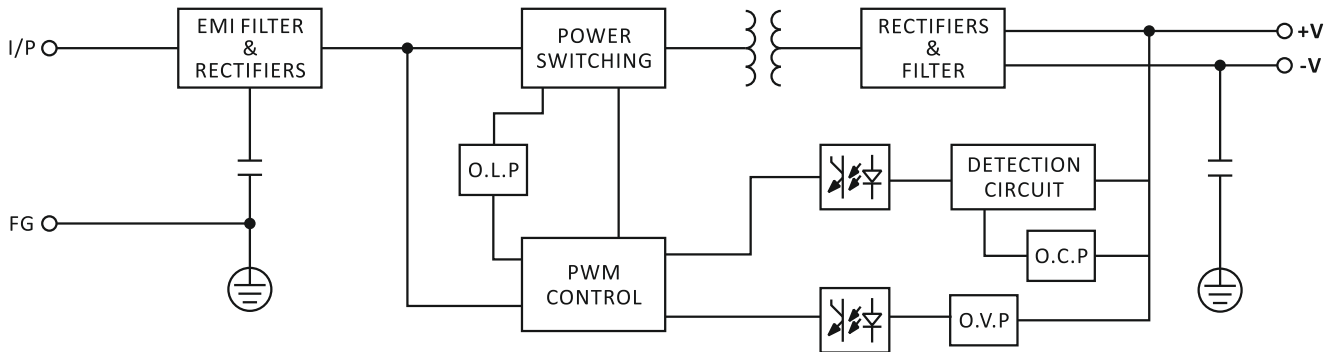 I/P
EMI FILTER
&
RECTIFIERS
POWER
SWITCHING
RECTIFIERS
&
FILTER
+V
-V
O.L.P
DETECTION
CIRCUIT
FG
O.C.P
PWM
CONTROL
O.V.P